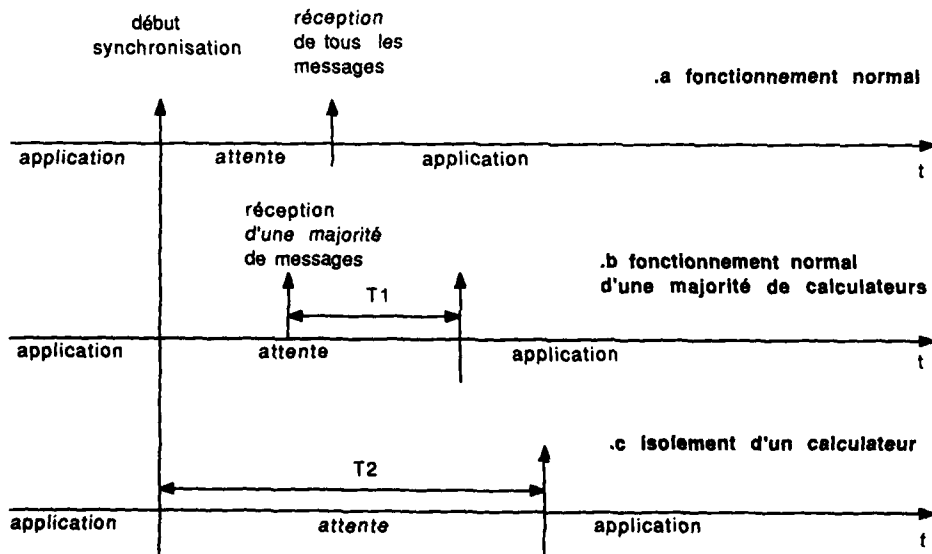 début
synchronisation
réception
de tous les
messages
.a fonctionnement normal
application
attente
application
t
réception
d'une majorité
de messages
.b fonctionnement normal
d'une majorité de calculateurs
T1
application
attente
application
t
.c isolement d'un calculateur
T2
application
attente
application
t